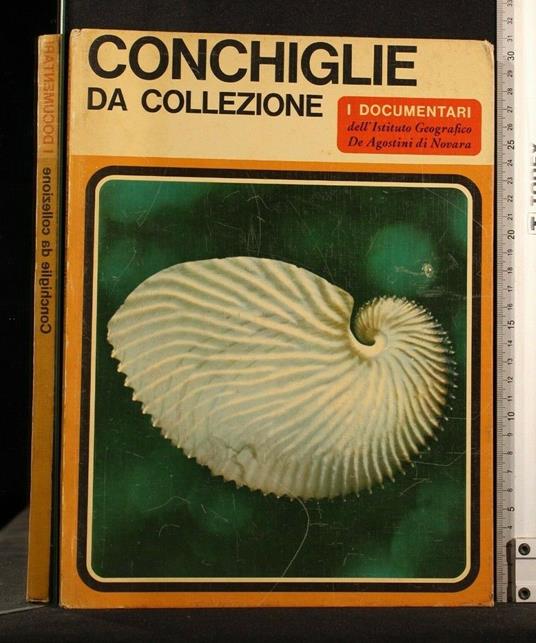 CONCHIGLIE
DA COLLEZIONE
I DOCUMENTARI
dell'Istituto Geografico
De Agostini di Novara
Conchiglie da collezione I DOCUMENTARI